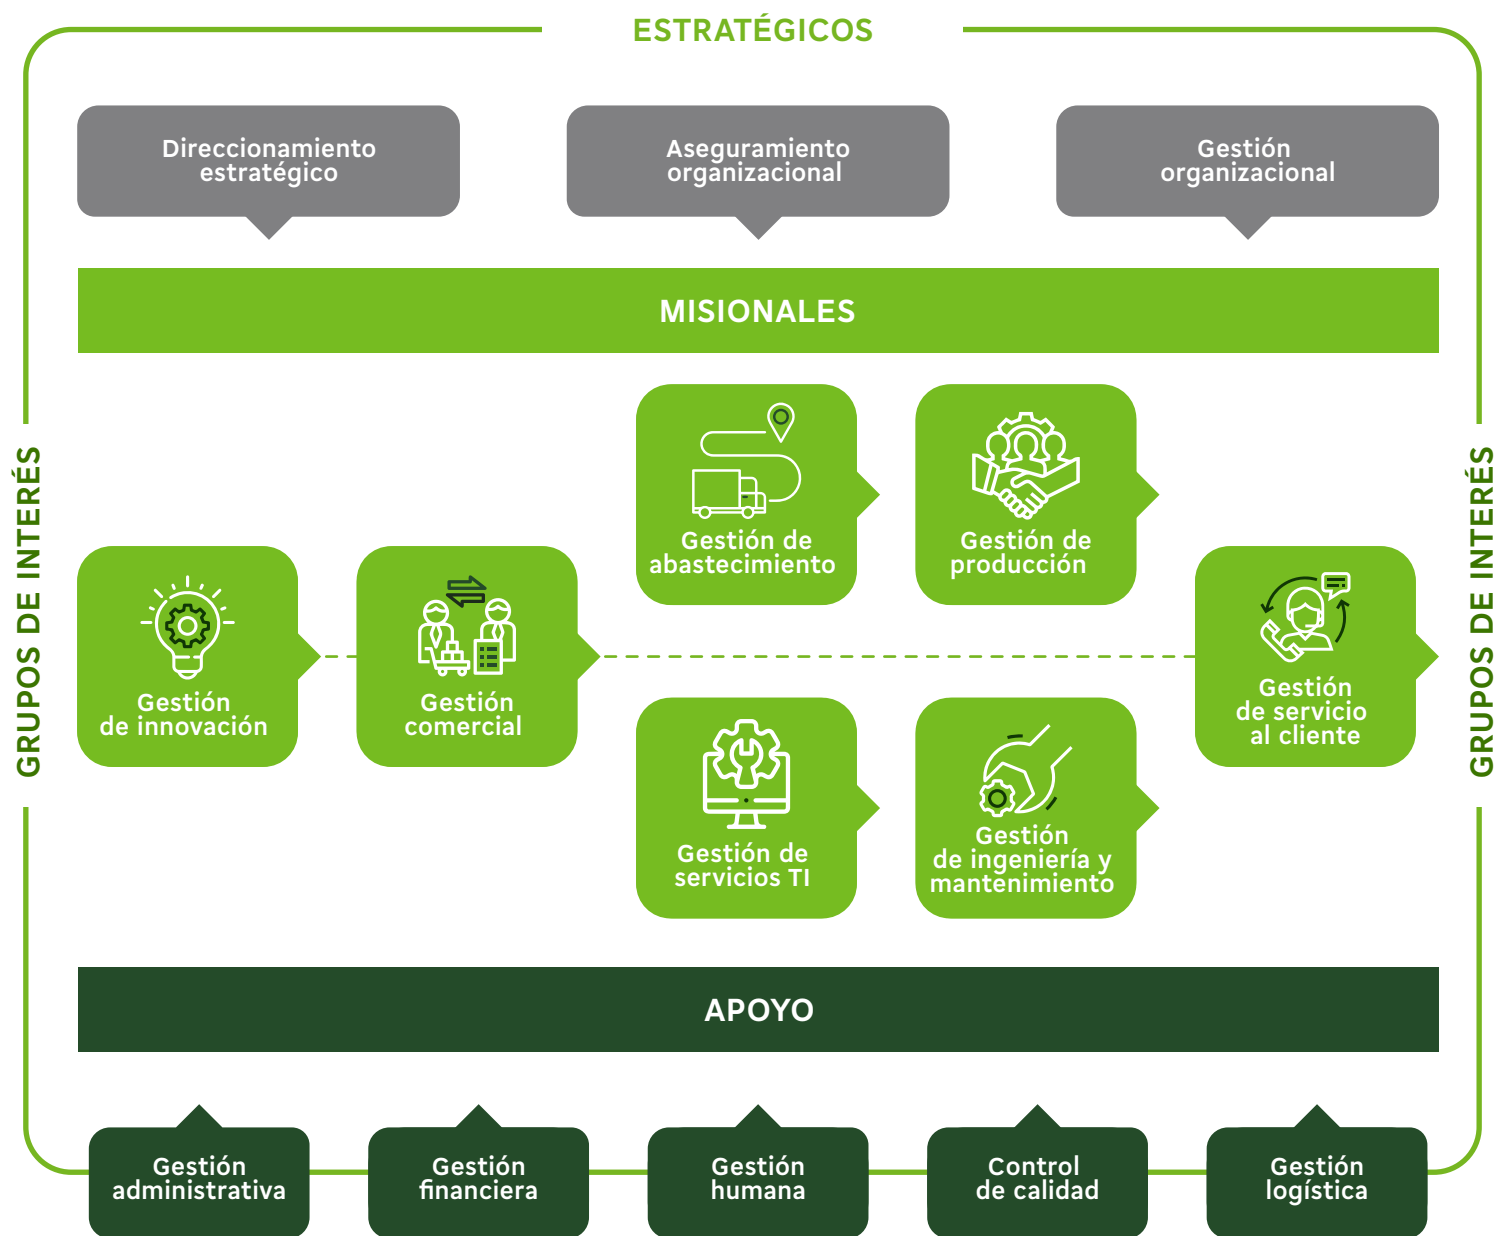 ESTRATÉGICOS
Direccionamiento
estratégico
Aseguramiento
organizacional
Gestión
organizacional
MISIONALES
GRUPOS DE INTERÉS
Gestión
de innovación
Gestión
comercial
Gestión de
abastecimiento
Gestión de
producción
Gestión de
servicios TI
Gestión
de ingeniería y
mantenimiento
Gestión
de servicio
al cliente
GRUPOS DE INTERÉS
APOYO
Gestión
administrativa
Gestión
financiera
Gestión
humana
Control
de calidad
Gestión
logística